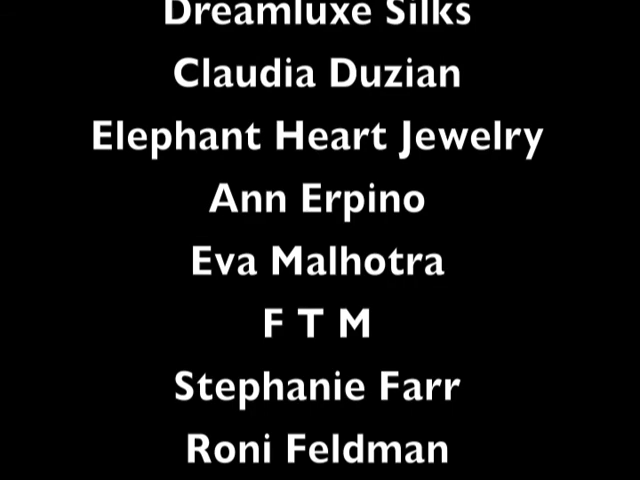 Dreamluxe Silks
Claudia Duzian
Elephant Heart Jewelry
Ann Erpino
Eva Malhotra
F T M
Stephanie Farr
Roni Feldman